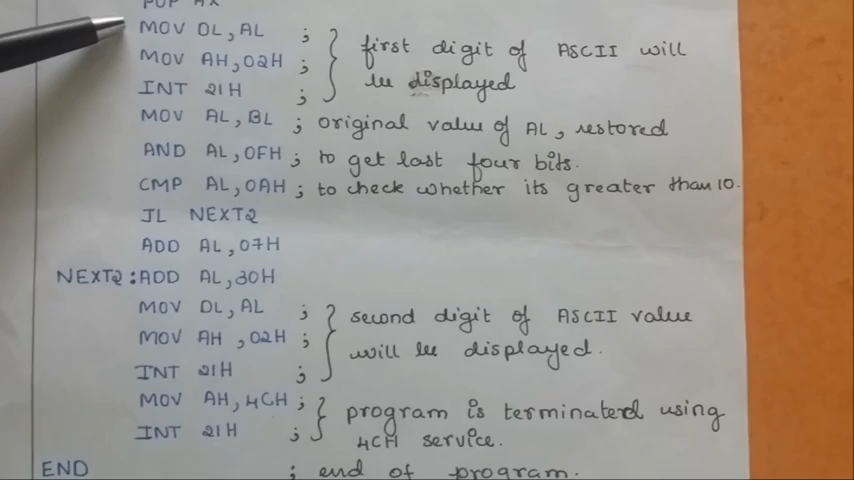 POP AX
MOV DL, AL ; } first digit of ASCII will
MOV AH, 02H ; be displayed
INT 21H ;
MOV AL, BL ; original value of AL, restored
AND AL, 0FH ; to get last four bits.
CMP AL, 0AH ; to check whether its greater than 10.
JL NEXT2
ADD AL, 07H
NEXT2: ADD AL, 30H
MOV DL, AL ; } second digit of ASCII value
MOV AH, 02H ; will be displayed.
INT 21H ;
MOV AH, 4CH ; } program is terminated using
INT 21H ; 4CH service.
END ; end of program.